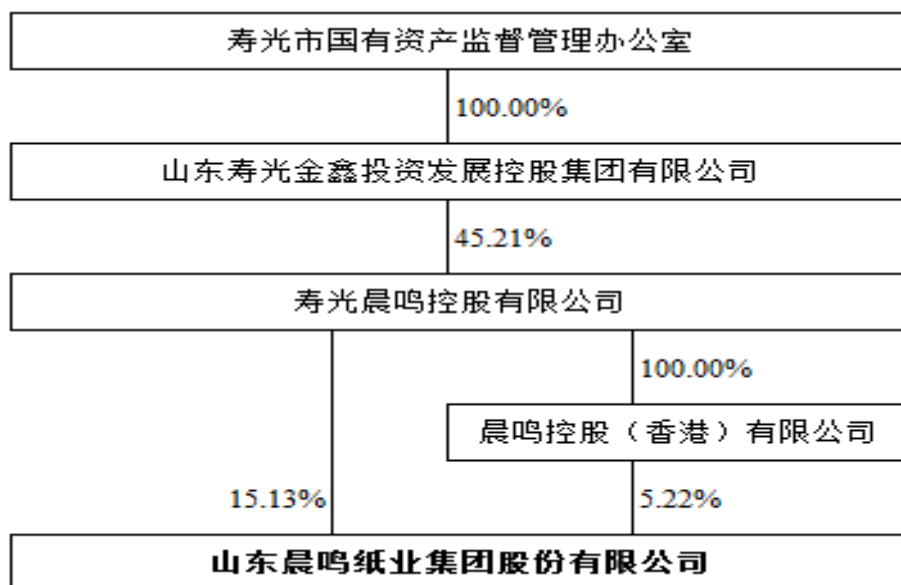 寿光市国有资产监督管理办公室
100.00%
山东寿光金鑫投资发展控股集团有限公司
45.21%
寿光晨鸣控股有限公司
100.00%
晨鸣控股（香港）有限公司
15.13%
5.22%
山东晨鸣纸业集团股份有限公司